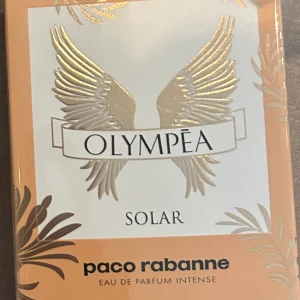 OLYMPĒA
SOLAR
paco rabanne
EAU DE PARFUM INTENSE